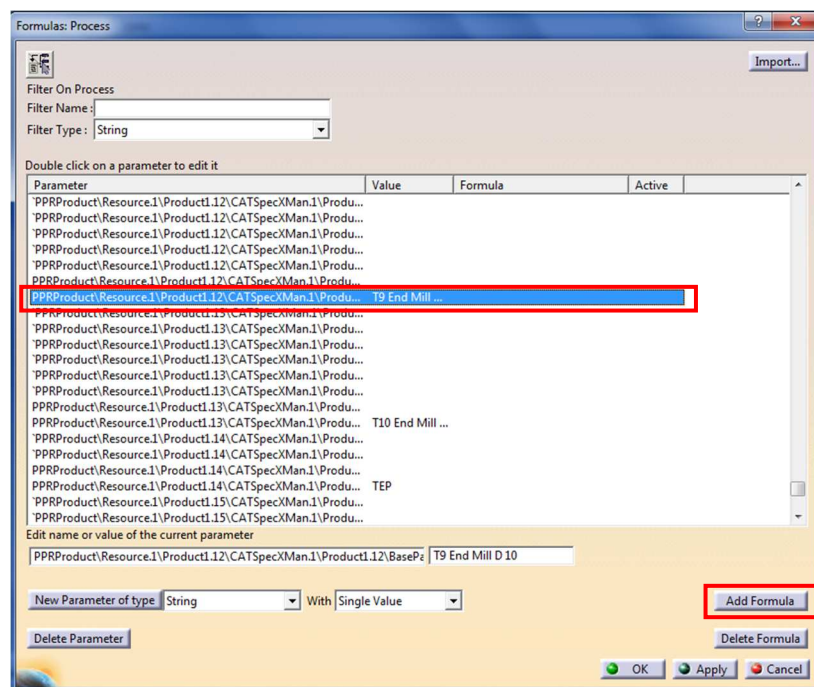 Formulas: Process
Import...
Filter On Process
Filter Name :
Filter Type : String
Double click on a parameter to edit it
Parameter Value Formula Active
`PPRProduct\Resource.1\Product1.12\CATSpecXMan.1\Produ...
`PPRProduct\Resource.1\Product1.12\CATSpecXMan.1\Produ...
`PPRProduct\Resource.1\Product1.12\CATSpecXMan.1\Produ...
`PPRProduct\Resource.1\Product1.12\CATSpecXMan.1\Produ...
`PPRProduct\Resource.1\Product1.12\CATSpecXMan.1\Produ...
PPRProduct\Resource.1\Product1.12\CATSpecXMan.1\Produ...
PPRProduct\Resource.1\Product1.12\CATSpecXMan.1\Produ... T9 End Mill ...
`PPRProduct\Resource.1\Product1.13\CATSpecXMan.1\Produ...
`PPRProduct\Resource.1\Product1.13\CATSpecXMan.1\Produ...
`PPRProduct\Resource.1\Product1.13\CATSpecXMan.1\Produ...
`PPRProduct\Resource.1\Product1.13\CATSpecXMan.1\Produ...
`PPRProduct\Resource.1\Product1.13\CATSpecXMan.1\Produ...
`PPRProduct\Resource.1\Product1.13\CATSpecXMan.1\Produ...
PPRProduct\Resource.1\Product1.13\CATSpecXMan.1\Produ...
PPRProduct\Resource.1\Product1.13\CATSpecXMan.1\Produ... T10 End Mill ...
`PPRProduct\Resource.1\Product1.14\CATSpecXMan.1\Produ...
`PPRProduct\Resource.1\Product1.14\CATSpecXMan.1\Produ...
PPRProduct\Resource.1\Product1.14\CATSpecXMan.1\Produ...
PPRProduct\Resource.1\Product1.14\CATSpecXMan.1\Produ... TEP
`PPRProduct\Resource.1\Product1.15\CATSpecXMan.1\Produ...
`PPRProduct\Resource.1\Product1.15\CATSpecXMan.1\Produ...
Edit name or value of the current parameter
PPRProduct\Resource.1\Product1.12\CATSpecXMan.1\Product1.12\BasePa T9 End Mill D 10
New Parameter of type String With Single Value Add Formula
Delete Parameter Delete Formula
OK Apply Cancel